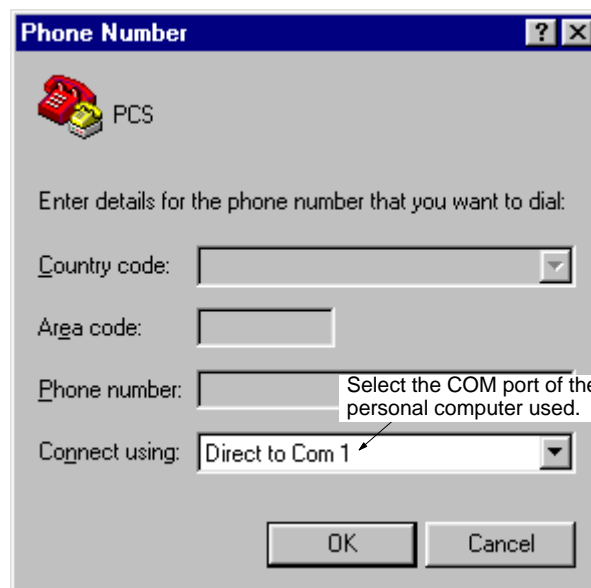 Phone Number
PCS
Enter details for the phone number that you want to dial:
Country code:
Area code:
Phone number:
Select the COM port of the
personal computer used.
Connect using: Direct to Com 1
OK Cancel